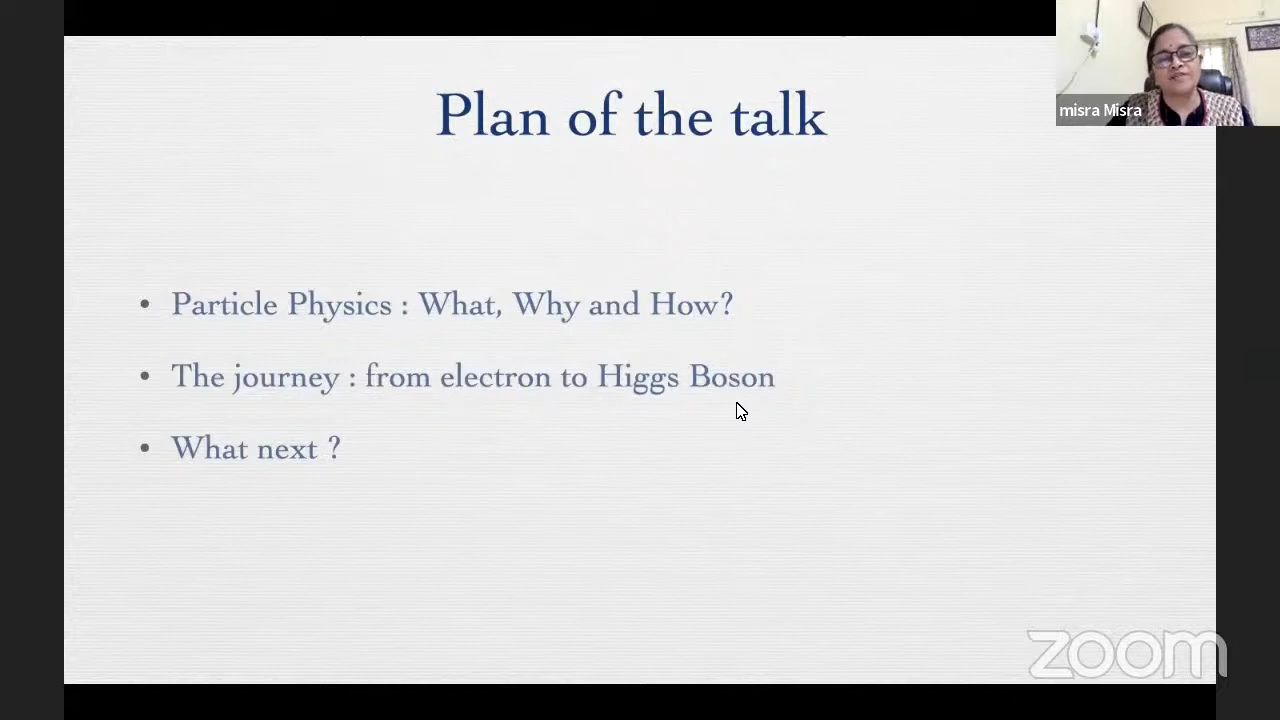 Plan of the talk
misra Misra
• Particle Physics : What, Why and How?
• The journey : from electron to Higgs Boson
• What next ?
zoom